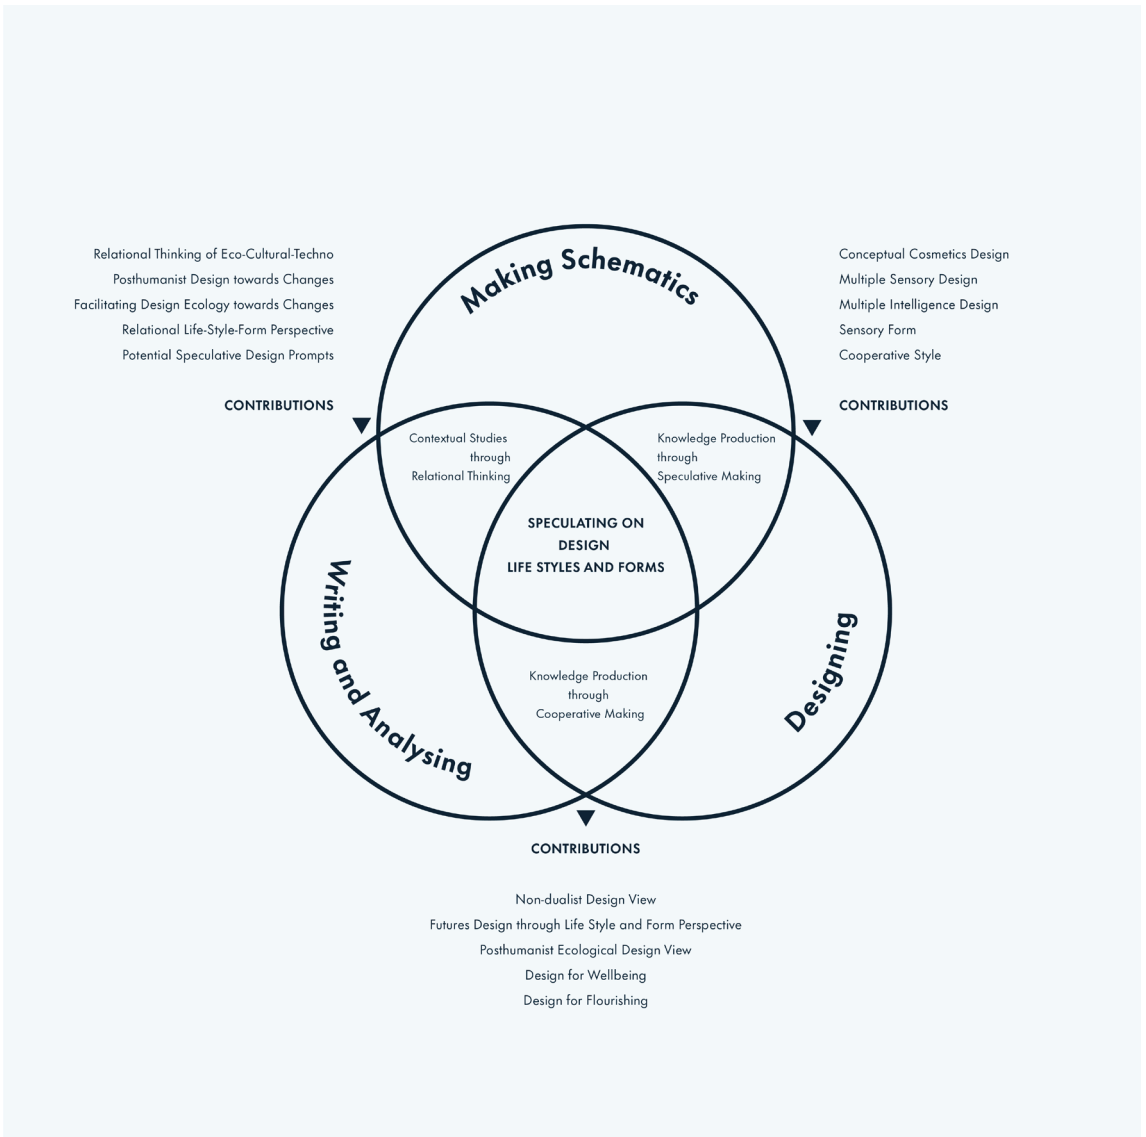 Relational Thinking of Eco-Cultural-Techno
Posthumanist Design towards Changes
Facilitating Design Ecology towards Changes
Relational Life-Style-Form Perspective
Potential Speculative Design Prompts
CONTRIBUTIONS
Conceptual Cosmetics Design
Multiple Sensory Design
Multiple Intelligence Design
Sensory Form
Cooperative Style
CONTRIBUTIONS
Making Schematics
Contextual Studies
through
Relational Thinking
Knowledge Production
through
Speculative Making
SPECULATING ON
DESIGN
LIFE STYLES AND FORMS
Writing and Analysing
Designing
Knowledge Production
through
Cooperative Making
CONTRIBUTIONS
Non-dualist Design View
Futures Design through Life Style and Form Perspective
Posthumanist Ecological Design View
Design for Wellbeing
Design for Flourishing